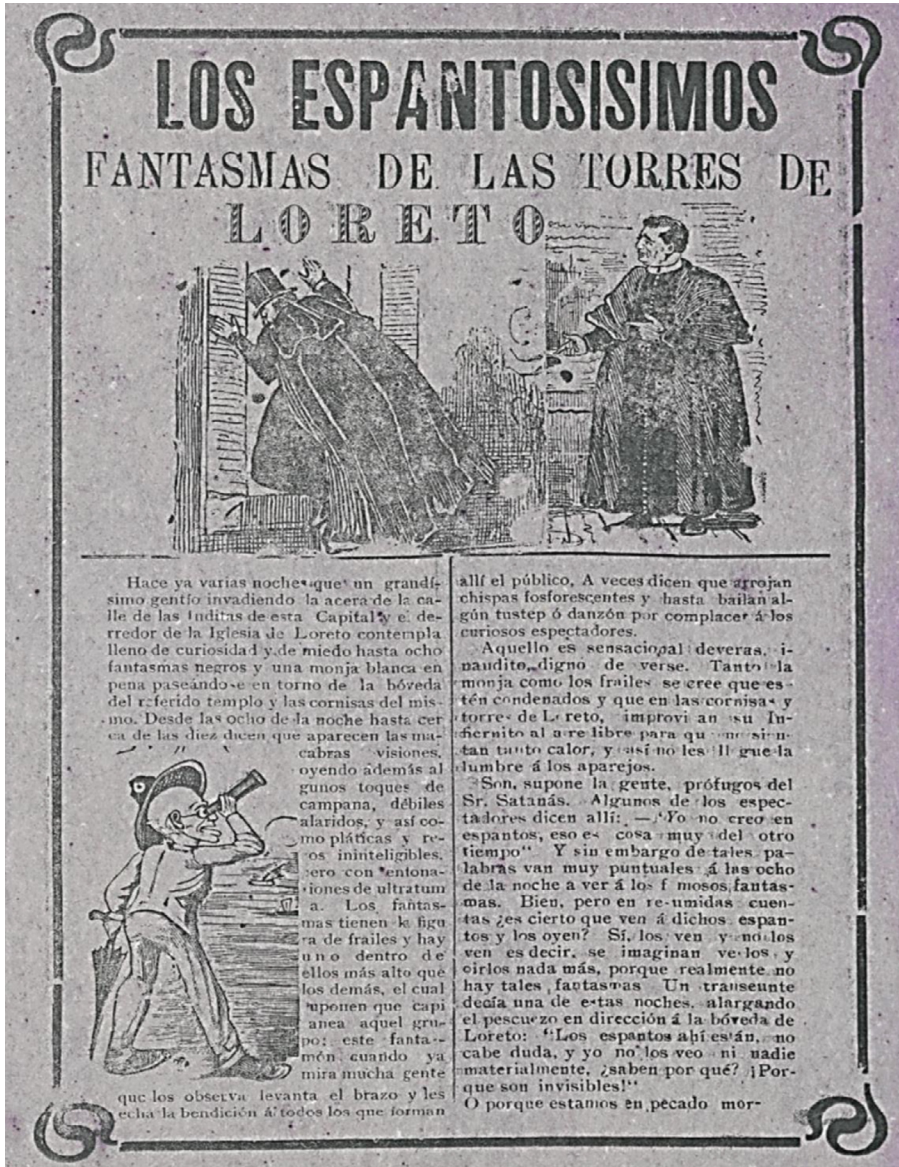 LOS ESPANTOSISIMOS
FANTASMAS DE LAS TORRES DE
LORETO
Hace ya varias noches que un grandí-
simo gentío invadiendo la acera de la ca-
lle de las Inditas de esta Capital y el de-
rredor de la Iglesia de Loreto contempla
lleno de curiosidad y de miedo hasta ocho
fantasmas negros y una monja blanca en
pena paseándose en torno de la bóveda
del referido templo y las cornisas del mis-
mo. Desde las ocho de la noche hasta cer
ca de las diez dicen que aparecen las ma-
cabras visiones,
oyendo además al
gunos toques de
campana, débiles
alaridos, y así co-
mo pláticas y re-
os ininteligibles,
pero con entona-
ciones de ultratum
a. Los fantas-
mas tienen la figu
ra de frailes y hay
uno dentro de
ellos más alto que
los demás, el cual
suponen que capi
anea aquel gru-
po; este fantas-
món cuando ya
mira mucha gente
que los observa levanta el brazo y les
echa la bendición á todos los que forman
allí el público. A veces dicen que arrojan
chispas fosforescentes y hasta bailan al-
gún tustep ó danzón por complacer á los
curiosos espectadores.
Aquello es sensacional deveras, i-
naudito, digno de verse. Tanto la
monja como los frailes se cree que es-
tén condenados y que en las cornisas y
torres de Loreto, improvi an su In-
fiernito al aire libre para qu no sien-
tan tanto calor, y así no les ll gue la
lumbre á los aparejos.
Son, supone la gente, prófugos del
Sr. Satanás. Algunos de los espec-
tadores dicen allí: —"Yo no creo en
espantos, eso es cosa muy del otro
tiempo" Y sin embargo de tales pa-
labras van muy puntuales á las ocho
de la noche a ver á los f mosos fantas-
mas. Bien, pero en resumidas cuen-
tas ¿es cierto que ven á dichos espan-
tos y los oyen? Sí, los ven y no los
ven es decir, se imaginan verlos y
oirlos nada más, porque realmente no
hay tales fantasmas Un transeunte
decía una de estas noches, alargando
el pescuezo en dirección á la bóveda de
Loreto: "Los espantos ahí están, no
cabe duda, y yo no los veo ni nadie
materialmente, ¿saben por qué? ¡Por-
que son invisibles!"
O porque estamos en pecado mor-